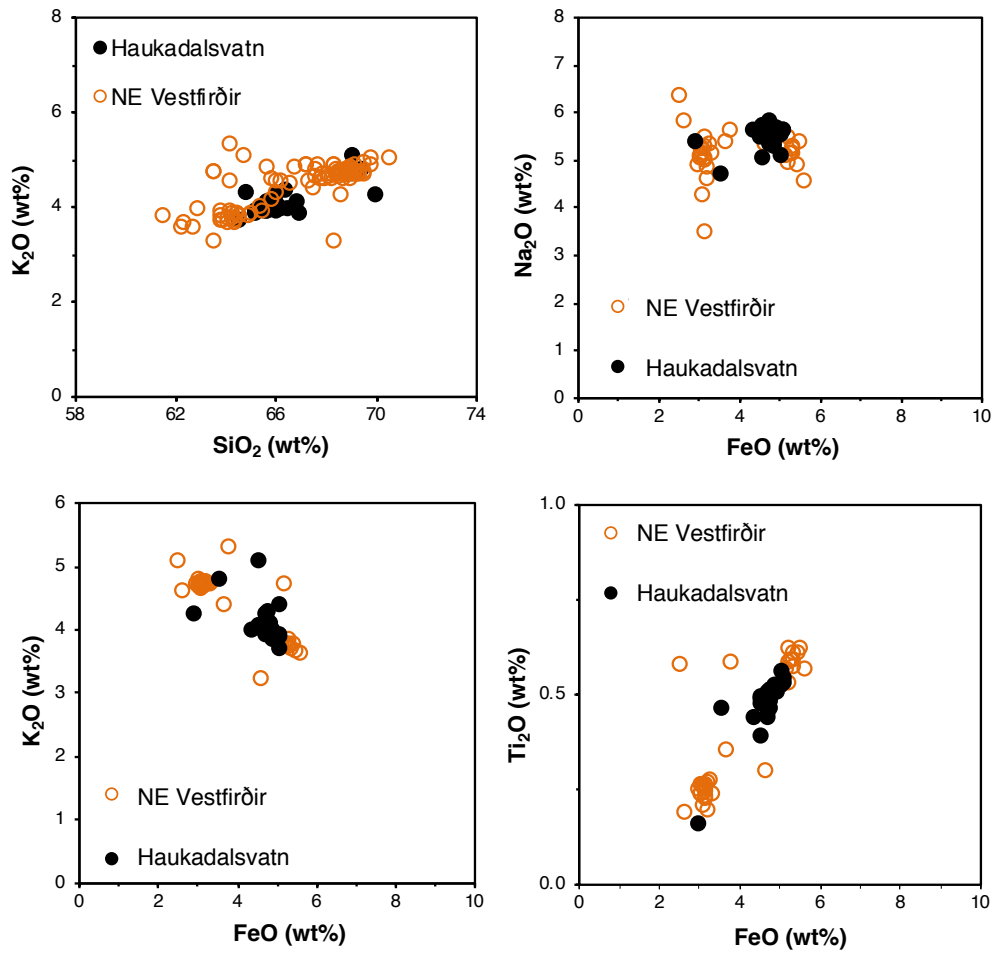 8
6
4
2
0
58
62
66
70
74
K₂O (wt%)
SiO₂ (wt%)
Haukadalsvatn
NE Vestfirðir
8
7
6
5
4
3
2
1
0
0
2
4
6
8
10
Na₂O (wt%)
FeO (wt%)
NE Vestfirðir
Haukadalsvatn
6
5
4
3
2
1
0
0
2
4
6
8
10
K₂O (wt%)
FeO (wt%)
NE Vestfirðir
Haukadalsvatn
1.0
0.5
0.0
0
2
4
6
8
10
Ti₂O (wt%)
FeO (wt%)
NE Vestfirðir
Haukadalsvatn